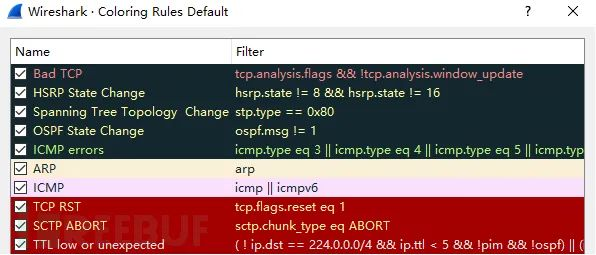 Wireshark · Coloring Rules Default
Name Filter
Bad TCP tcp.analysis.flags && !tcp.analysis.window_update
HSRP State Change hsrp.state != 8 && hsrp.state != 16
Spanning Tree Topology Change stp.type == 0x80
OSPF State Change ospf.msg != 1
ICMP errors icmp.type eq 3 || icmp.type eq 4 || icmp.type eq 5 || icmp.typ
ARP arp
ICMP icmp || icmpv6
TCP RST tcp.flags.reset eq 1
SCTP ABORT sctp.chunk_type eq ABORT
TTL low or unexpected ( ! ip.dst == 224.0.0.0/4 && ip.ttl < 5 && !pim && !ospf) || (
FREEBUF